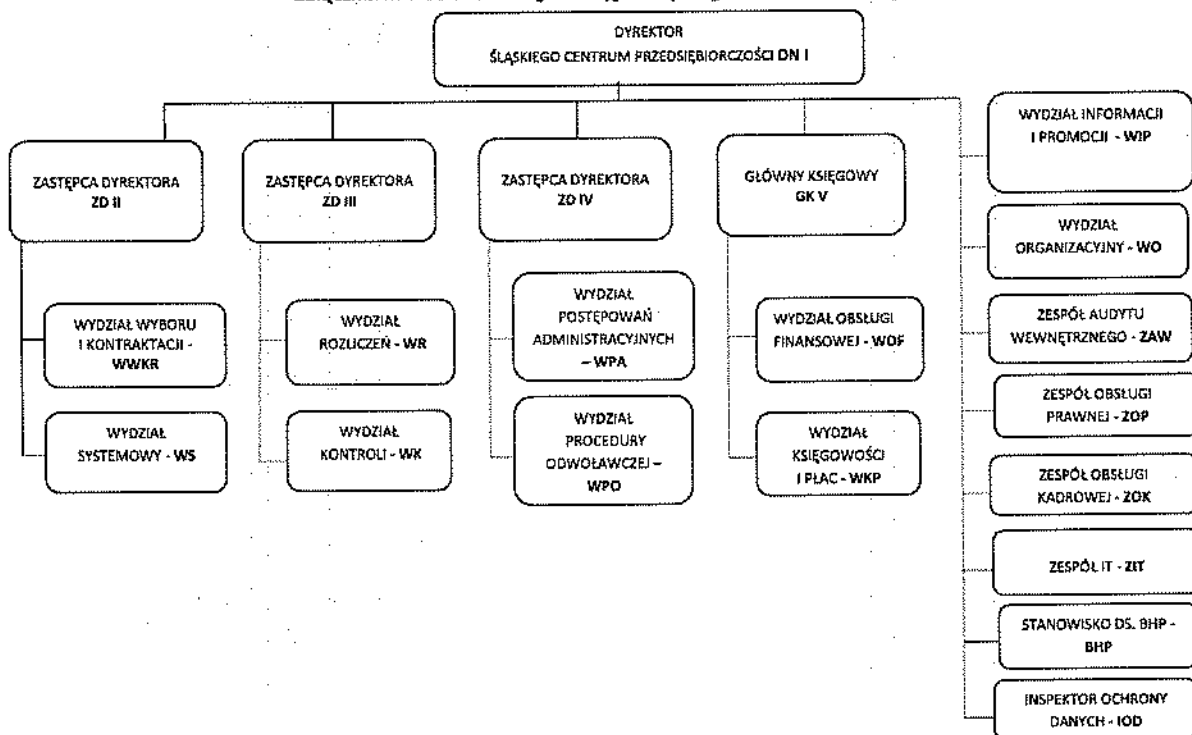 DYREKTOR
ŚLĄSKIEGO CENTRUM PRZEDSIĘBIORCZOŚCI DN I
ZASTĘPCA DYREKTORA
ZD II
ZASTĘPCA DYREKTORA
ZD III
ZASTĘPCA DYREKTORA
ZD IV
GŁÓWNY KSIĘGOWY
GK V
WYDZIAŁ WYBORU
I KONTRAKTACJI -
WWKR
WYDZIAŁ
SYSTEMOWY - WS
WYDZIAŁ
ROZLICZEŃ - WR
WYDZIAŁ
KONTROLI - WK
WYDZIAŁ
POSTĘPOWAŃ
ADMINISTRACYJNYCH
– WPA
WYDZIAŁ
PROCEDURY
ODWOŁAWCZEJ –
WPO
WYDZIAŁ OBSŁUGI
FINANSOWEJ - WOF
WYDZIAŁ
KSIĘGOWOŚCI
I PŁAC - WKP
WYDZIAŁ INFORMACJI
I PROMOCJI - WIP
WYDZIAŁ
ORGANIZACYJNY - WO
ZESPÓŁ AUDYTU
WEWNĘTRZNEGO - ZAW
ZESPÓŁ OBSŁUGI
PRAWNEJ - ZOP
ZESPÓŁ OBSŁUGI
KADROWEJ - ZOK
ZESPÓŁ IT - ZIT
STANOWISKO DS. BHP -
BHP
INSPEKTOR OCHRONY
DANYCH - IOD